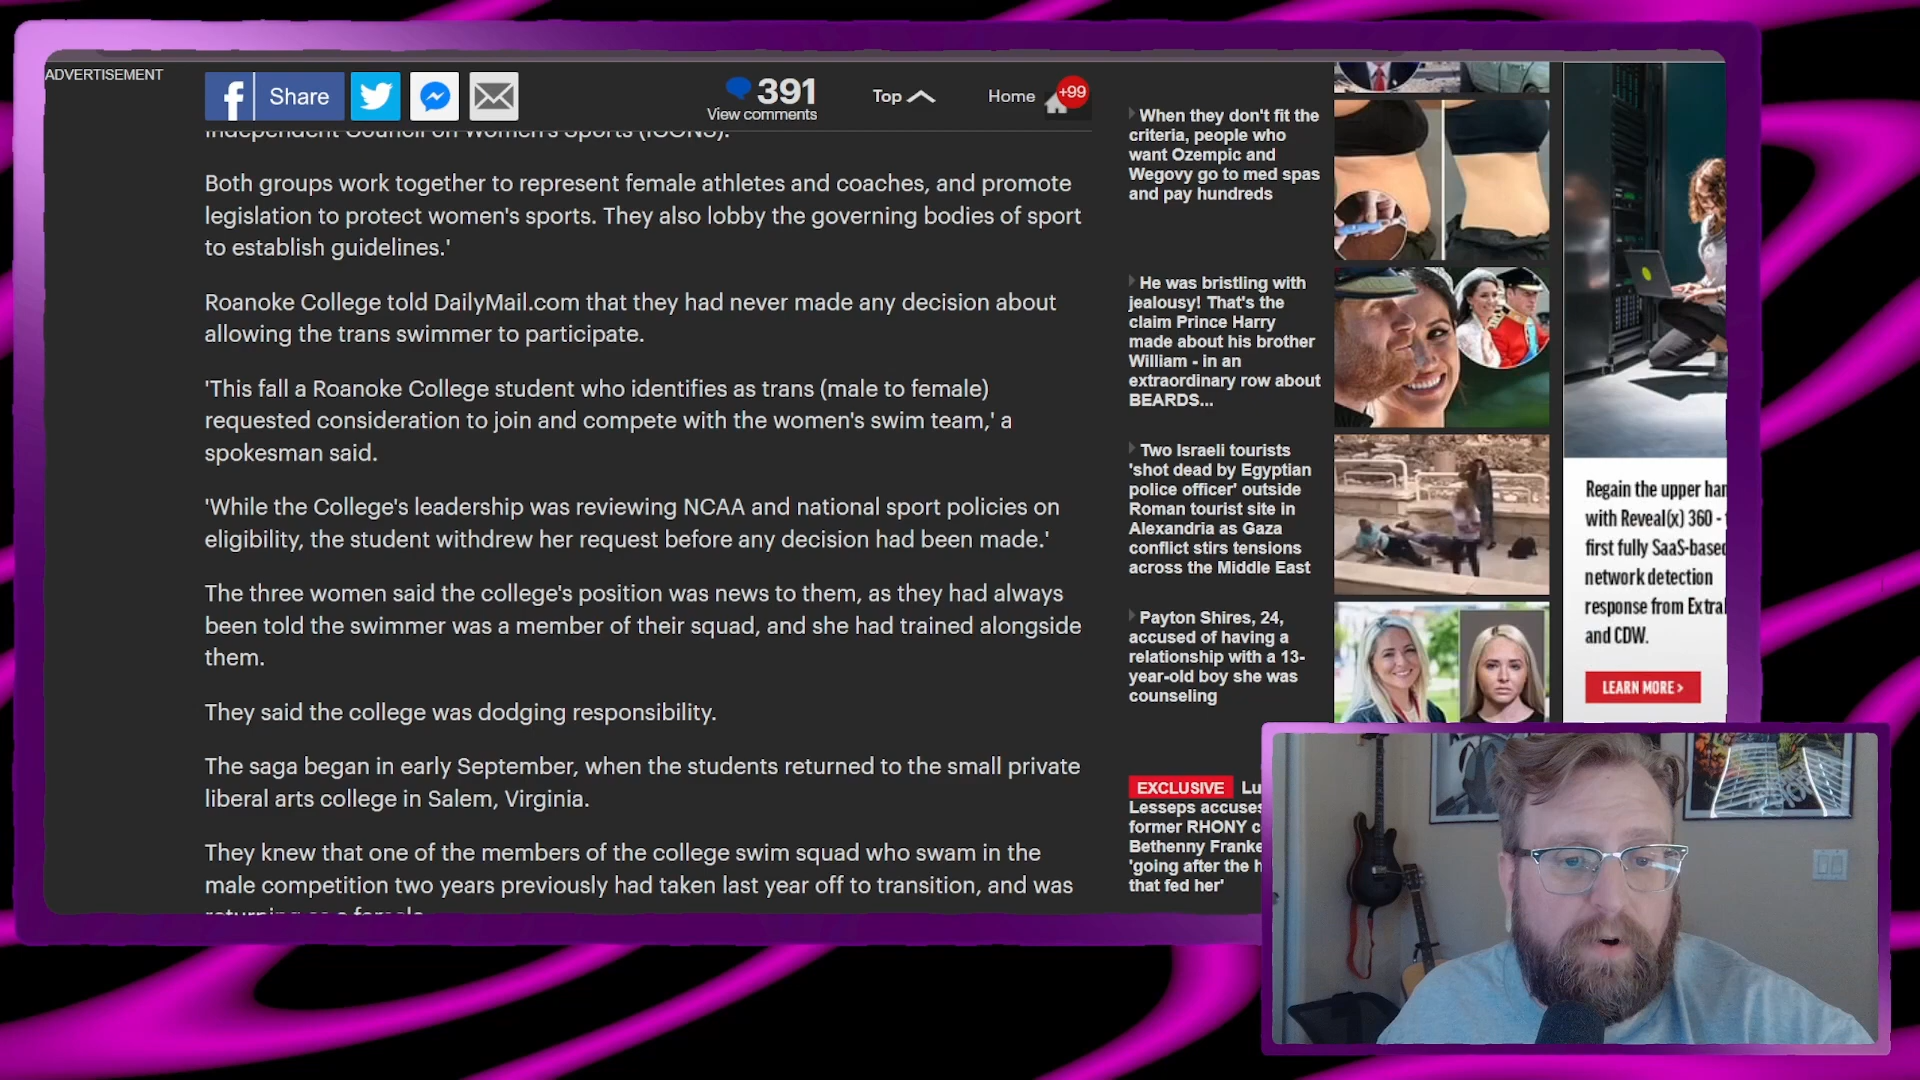 ADVERTISEMENT
Share
391
View comments
Top
Home
+99
Independent Council on Women's Sports (ICONS).
Both groups work together to represent female athletes and coaches, and promote
legislation to protect women's sports. They also lobby the governing bodies of sport
to establish guidelines.'
Roanoke College told DailyMail.com that they had never made any decision about
allowing the trans swimmer to participate.
'This fall a Roanoke College student who identifies as trans (male to female)
requested consideration to join and compete with the women's swim team,' a
spokesman said.
'While the College's leadership was reviewing NCAA and national sport policies on
eligibility, the student withdrew her request before any decision had been made.'
The three women said the college's position was news to them, as they had always
been told the swimmer was a member of their squad, and she had trained alongside
them.
They said the college was dodging responsibility.
The saga began in early September, when the students returned to the small private
liberal arts college in Salem, Virginia.
They knew that one of the members of the college swim squad who swam in the
male competition two years previously had taken last year off to transition, and was
returning as a female.
When they don't fit the
criteria, people who
want Ozempic and
Wegovy go to med spas
and pay hundreds
He was bristling with
jealousy! That's the
claim Prince Harry
made about his brother
William - in an
extraordinary row about
BEARDS...
Two Israeli tourists
'shot dead by Egyptian
police officer' outside
Roman tourist site in
Alexandria as Gaza
conflict stirs tensions
across the Middle East
Payton Shires, 24,
accused of having a
relationship with a 13-
year-old boy she was
counseling
EXCLUSIVE Lu
Lesseps accuses
former RHONY c
Bethenny Franke
'going after the h
that fed her'
Regain the upper han
with Reveal(x) 360 -
first fully SaaS-based
network detection
response from Extra
and CDW.
LEARN MORE >